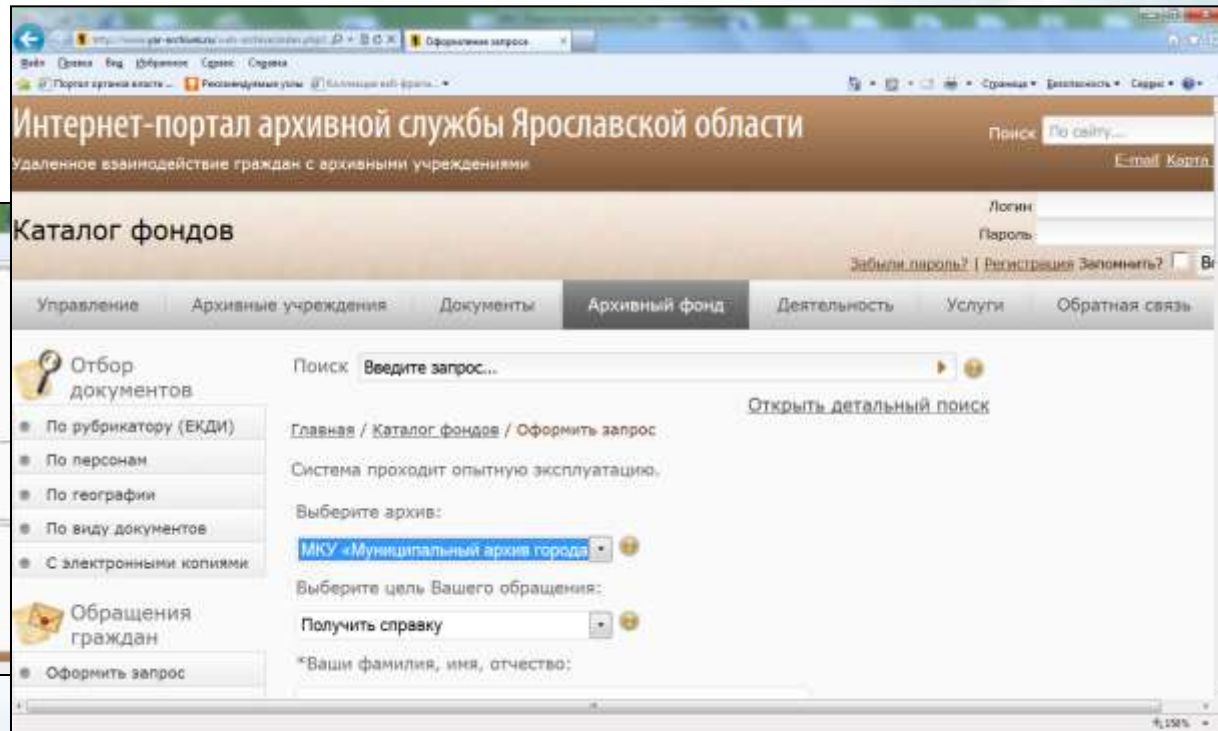 Оформление запроса
Интернет-портал архивной службы Ярославской области
Поиск По сайту...
Удаленное взаимодействие граждан с архивными учреждениями
E-mail Карта
Логин
Каталог фондов
Пароль
Забыли пароль? | Регистрация Запомнить?
Управление Архивные учреждения Документы Архивный фонд Деятельность Услуги Обратная связь
Отбор документов
По рубрикатору (ЕКДИ)
По персонам
По географии
По виду документов
С электронными копиями
Обращения граждан
Оформить запрос
Поиск Введите запрос...
Открыть детальный поиск
Главная / Каталог фондов / Оформить запрос
Система проходит опытную эксплуатацию.
Выберите архив:
МКУ «Муниципальный архив города
Выберите цель Вашего обращения:
Получить справку
*Ваши фамилия, имя, отчество:
150%